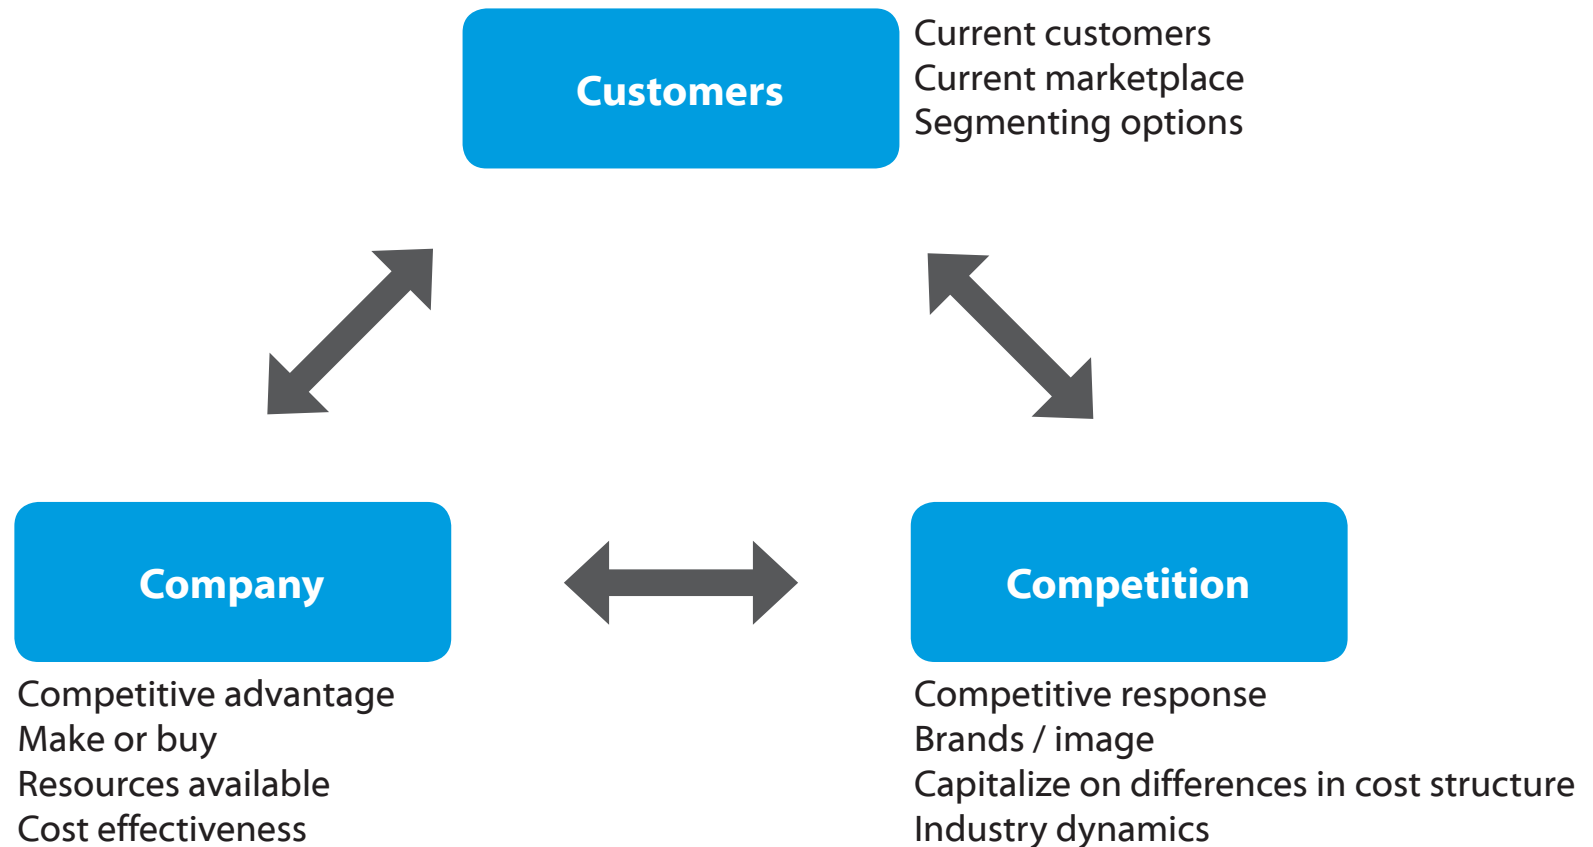 Customers
Current customers
Current marketplace
Segmenting options
Company
Competitive advantage
Make or buy
Resources available
Cost effectiveness
Competition
Competitive response
Brands / image
Capitalize on differences in cost structure
Industry dynamics